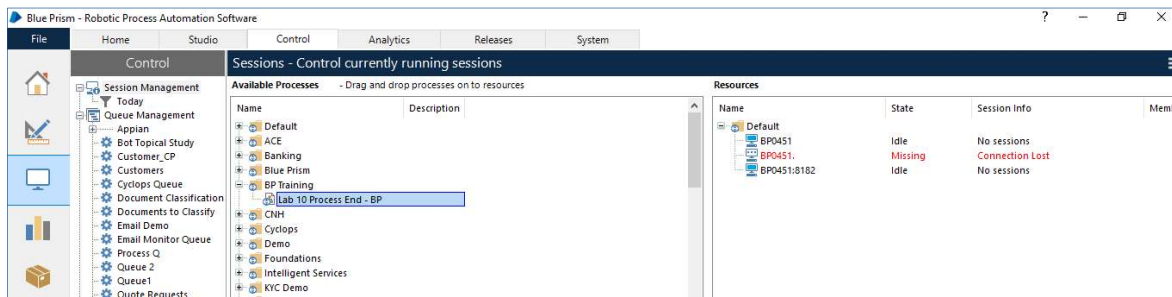 Blue Prism - Robotic Process Automation Software
?
File Home Studio Control Analytics Releases System
Control
Sessions - Control currently running sessions
Session Management
Today
Queue Management
Appian
Bot Topical Study
Customer_CP
Customers
Cyclops Queue
Document Classification
Documents to Classify
Email Demo
Email Monitor Queue
Process Q
Queue 2
Queue1
Quote Requests
Available Processes - Drag and drop processes on to resources
Name Description
Default
ACE
Banking
Blue Prism
BP Training
Lab 10 Process End - BP
CNH
Cyclops
Demo
Foundations
Intelligent Services
KYC Demo
Resources
Name State Session Info Mem
Default
BP0451 Idle No sessions
BP0451. Missing Connection Lost
BP0451:8182 Idle No sessions